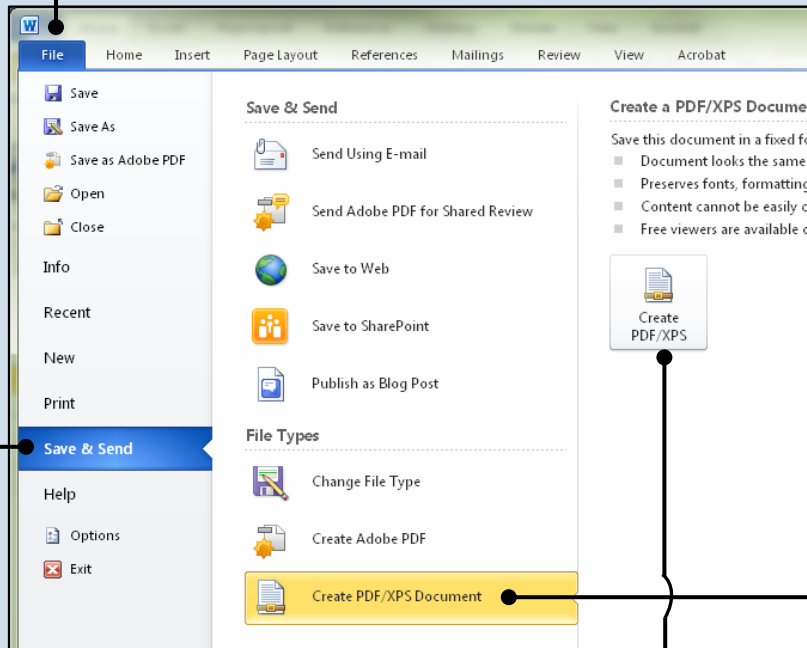 W
File Home Insert Page Layout References Mailings Review View Acrobat
Save
Save As
Save as Adobe PDF
Open
Close
Info
Recent
New
Print
Save & Send
Help
Options
Exit
Save & Send
Send Using E-mail
Send Adobe PDF for Shared Review
Save to Web
Save to SharePoint
Publish as Blog Post
File Types
Change File Type
Create Adobe PDF
Create PDF/XPS Document
Create a PDF/XPS Docume
Save this document in a fixed fo
Document looks the same
Preserves fonts, formatting
Content cannot be easily c
Free viewers are available o
Create
PDF/XPS